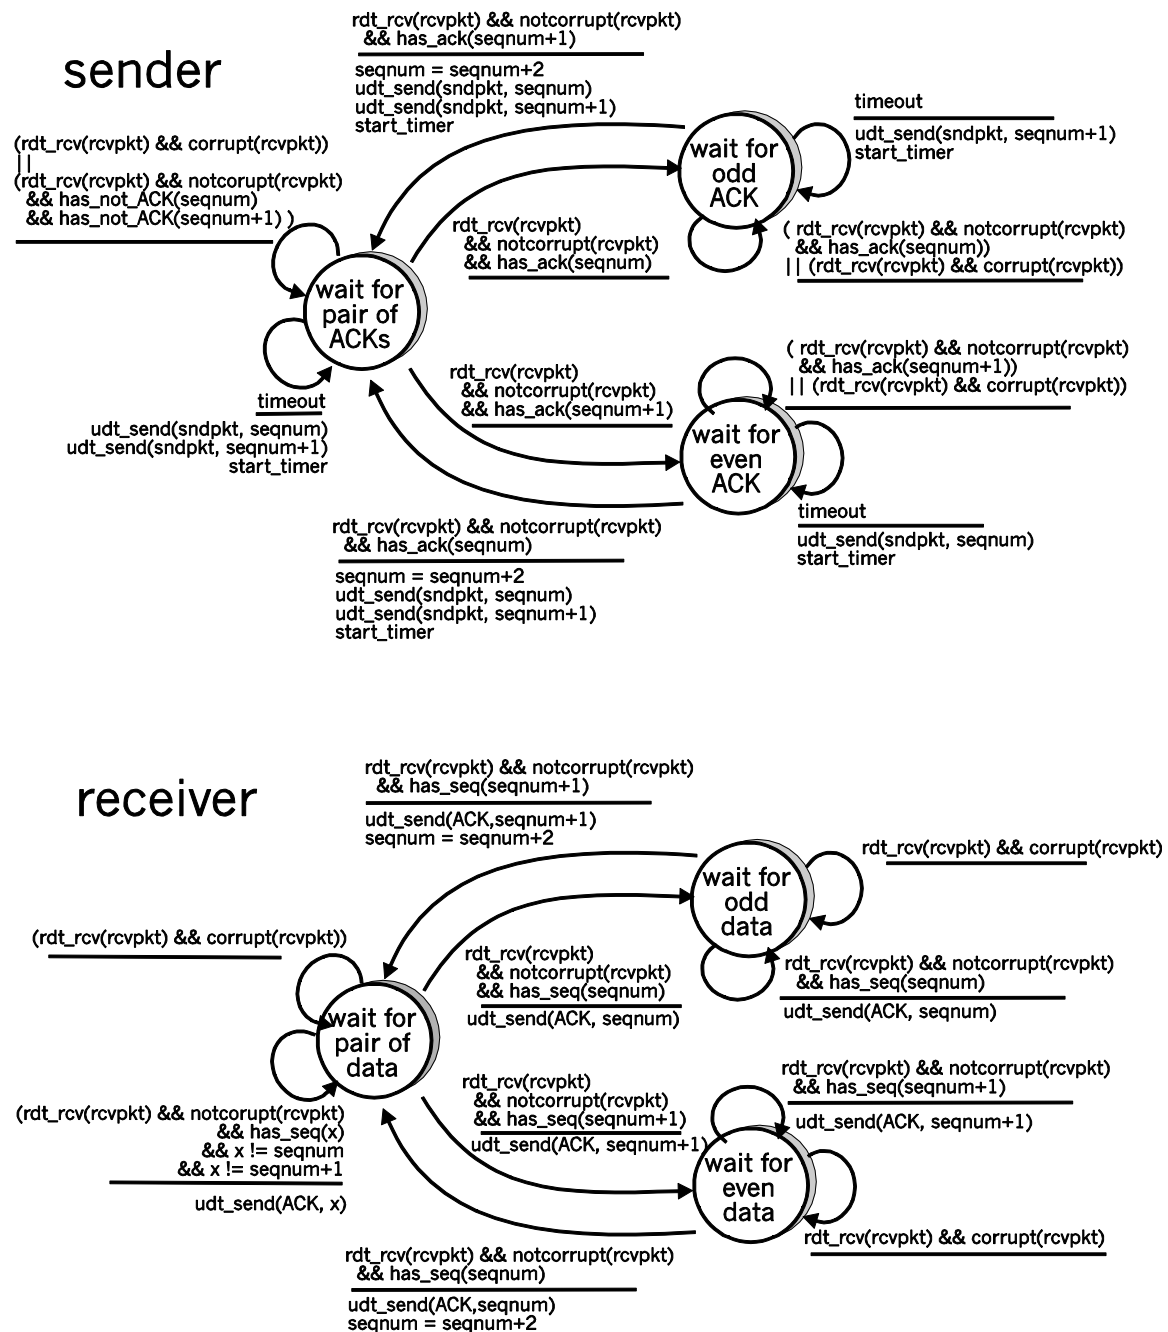 sender
rdt_rcv(rcvpkt) && notcorrupt(rcvpkt)
&& has_ack(seqnum+1)
seqnum = seqnum+2
udt_send(sndpkt, seqnum)
udt_send(sndpkt, seqnum+1)
start_timer
(rdt_rcv(rcvpkt) && corrupt(rcvpkt))
||
(rdt_rcv(rcvpkt) && notcorupt(rcvpkt)
&& has_not_ACK(seqnum)
&& has_not_ACK(seqnum+1) )
wait for
odd
ACK
timeout
udt_send(sndpkt, seqnum+1)
start_timer
rdt_rcv(rcvpkt)
&& notcorrupt(rcvpkt)
&& has_ack(seqnum)
( rdt_rcv(rcvpkt) && notcorrupt(rcvpkt)
&& has_ack(seqnum))
|| (rdt_rcv(rcvpkt) && corrupt(rcvpkt))
wait for
pair of
ACKs
timeout
udt_send(sndpkt, seqnum)
udt_send(sndpkt, seqnum+1)
start_timer
rdt_rcv(rcvpkt)
&& notcorrupt(rcvpkt)
&& has_ack(seqnum+1)
( rdt_rcv(rcvpkt) && notcorrupt(rcvpkt)
&& has_ack(seqnum+1))
|| (rdt_rcv(rcvpkt) && corrupt(rcvpkt))
wait for
even
ACK
timeout
udt_send(sndpkt, seqnum)
start_timer
rdt_rcv(rcvpkt) && notcorrupt(rcvpkt)
&& has_ack(seqnum)
seqnum = seqnum+2
udt_send(sndpkt, seqnum)
udt_send(sndpkt, seqnum+1)
start_timer
receiver
rdt_rcv(rcvpkt) && notcorrupt(rcvpkt)
&& has_seq(seqnum+1)
udt_send(ACK,seqnum+1)
seqnum = seqnum+2
wait for
odd
data
rdt_rcv(rcvpkt) && corrupt(rcvpkt)
(rdt_rcv(rcvpkt) && corrupt(rcvpkt))
rdt_rcv(rcvpkt)
&& notcorrupt(rcvpkt)
&& has_seq(seqnum)
udt_send(ACK, seqnum)
rdt_rcv(rcvpkt) && notcorrupt(rcvpkt)
&& has_seq(seqnum)
udt_send(ACK, seqnum)
wait for
pair of
data
(rdt_rcv(rcvpkt) && notcorupt(rcvpkt)
&& has_seq(x)
&& x != seqnum
&& x != seqnum+1
udt_send(ACK, x)
rdt_rcv(rcvpkt)
&& notcorrupt(rcvpkt)
&& has_seq(seqnum+1)
udt_send(ACK, seqnum+1)
rdt_rcv(rcvpkt) && notcorrupt(rcvpkt)
&& has_seq(seqnum+1)
udt_send(ACK, seqnum+1)
wait for
even
data
rdt_rcv(rcvpkt) && corrupt(rcvpkt)
rdt_rcv(rcvpkt) && notcorrupt(rcvpkt)
&& has_seq(seqnum)
udt_send(ACK,seqnum)
seqnum = seqnum+2